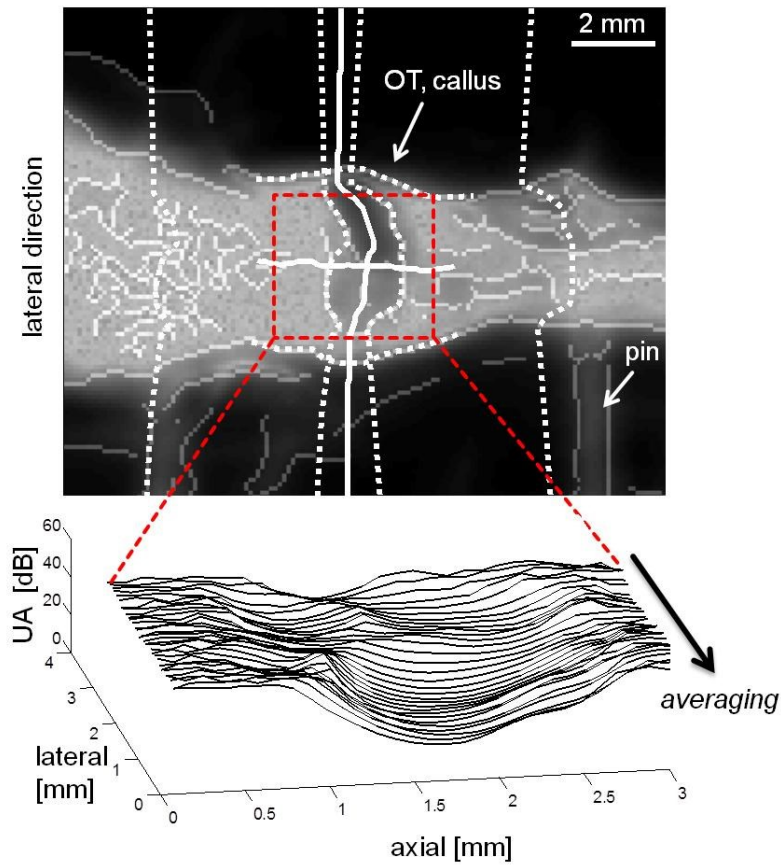 2 mm
OT, callus
lateral direction
pin
60
40
20
0
UA [dB]
4
3
2
1
0
lateral
[mm]
0
0.5
1
1.5
2
2.5
3
axial [mm]
averaging